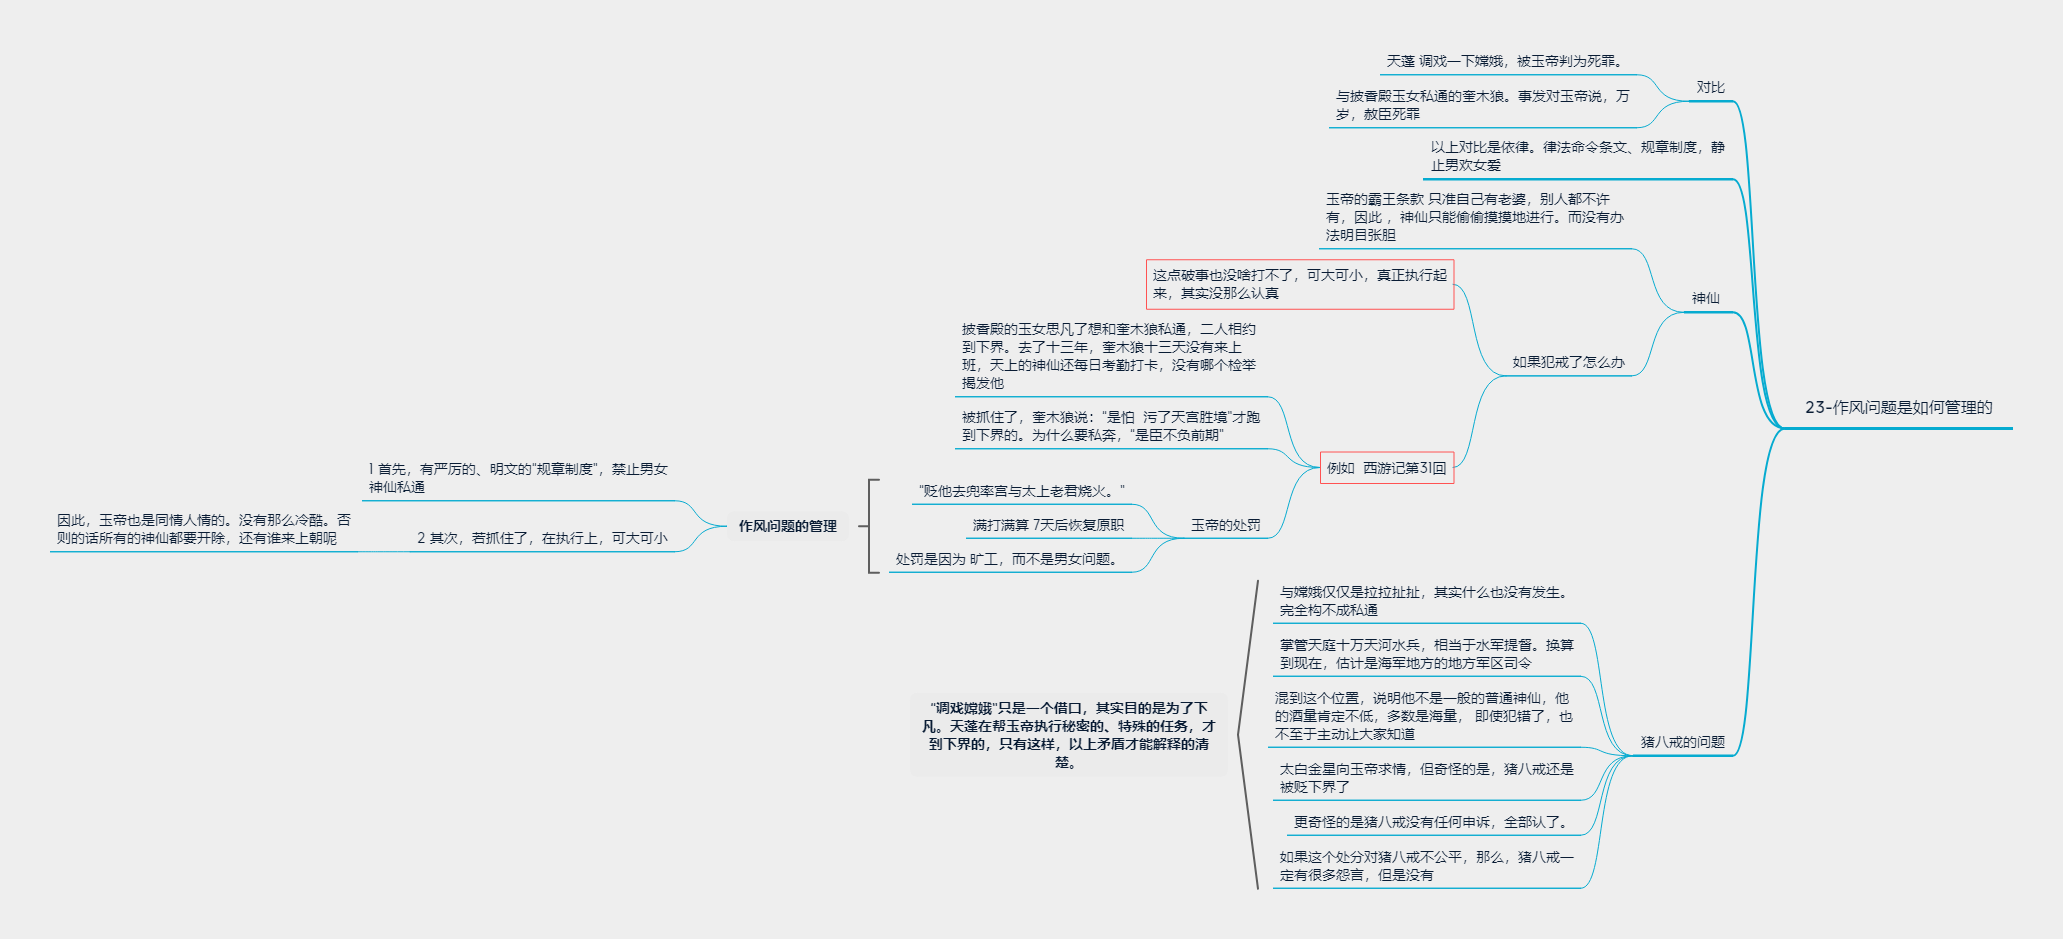 23-作风问题是如何管理的
对比
天蓬 调戏一下嫦娥，被玉帝判为死罪。
与披香殿玉女私通的奎木狼。事发对玉帝说，万
岁，赦臣死罪
以上对比是依律。律法命令条文、规章制度，静
止男欢女爱
神仙
玉帝的霸王条款 只准自己有老婆，别人都不许
有，因此 ，神仙只能偷偷摸摸地进行。而没有办
法明目张胆
如果犯戒了怎么办
这点破事也没啥打不了，可大可小，真正执行起
来，其实没那么认真
例如 西游记第31回
披香殿的玉女思凡了想和奎木狼私通，二人相约
到下界。去了十三年，奎木狼十三天没有来上
班，天上的神仙还每日考勤打卡，没有哪个检举
揭发他
被抓住了，奎木狼说："是怕 污了天宫胜境"才跑
到下界的。为什么要私奔，"是臣不负前期"
玉帝的处罚
"贬他去兜率宫与太上老君烧火。"
满打满算 7天后恢复原职
处罚是因为 旷工，而不是男女问题。
作风问题的管理
1 首先，有严厉的、明文的"规章制度"，禁止男女
神仙私通
2 其次，若抓住了，在执行上，可大可小
因此，玉帝也是同情人情的。没有那么冷酷。否
则的话所有的神仙都要开除，还有谁来上朝呢
猪八戒的问题
与嫦娥仅仅是拉拉扯扯，其实什么也没有发生。
完全构不成私通
掌管天庭十万天河水兵，相当于水军提督。换算
到现在，估计是海军地方的地方军区司令
混到这个位置，说明他不是一般的普通神仙，他
的酒量肯定不低，多数是海量， 即使犯错了，也
不至于主动让大家知道
太白金星向玉帝求情，但奇怪的是，猪八戒还是
被贬下界了
更奇怪的是猪八戒没有任何申诉，全部认了。
如果这个处分对猪八戒不公平，那么，猪八戒一
定有很多怨言，但是没有
"调戏嫦娥"只是一个借口，其实目的是为了下
凡。天蓬在帮玉帝执行秘密的、特殊的任务，才
到下界的，只有这样，以上矛盾才能解释的清
楚。